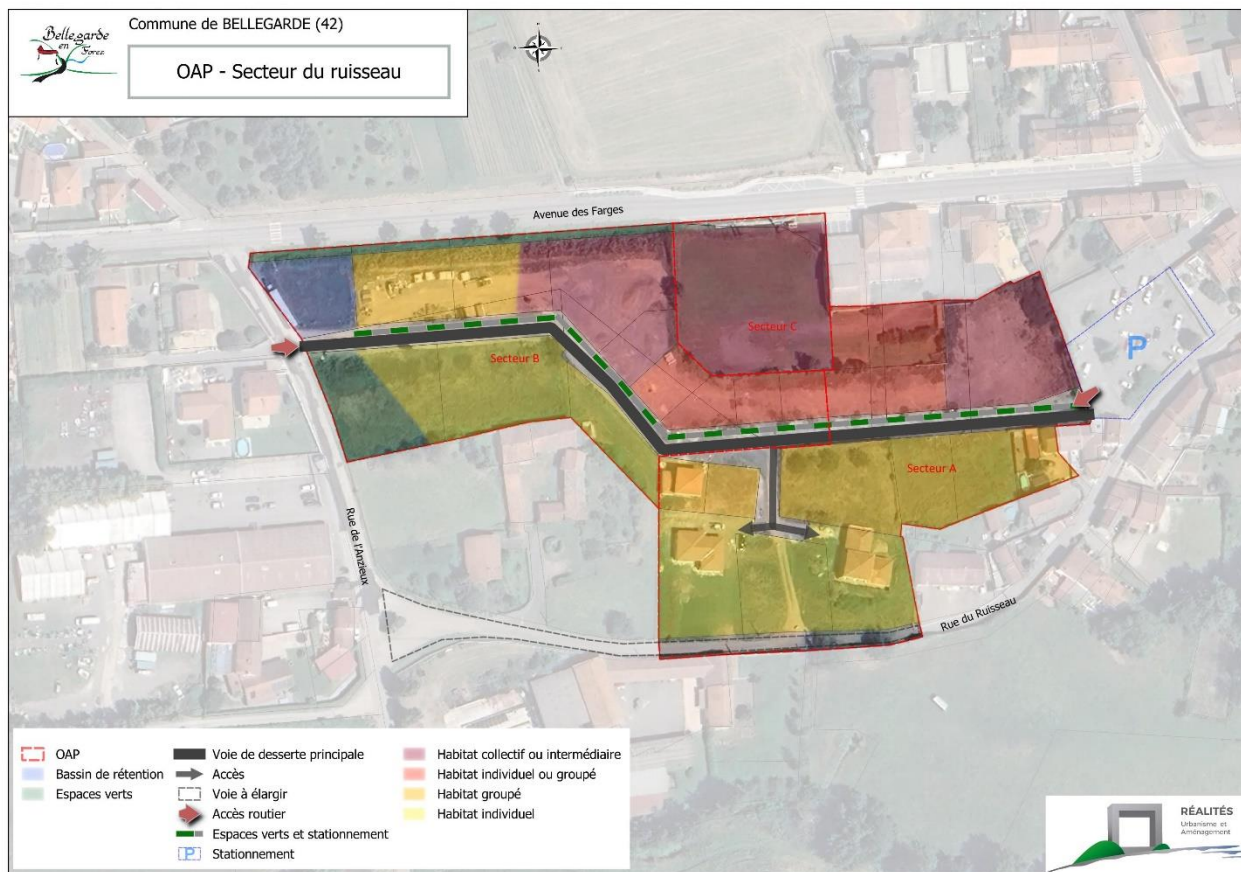 Bellegarde
en
Forez
Commune de BELLEGARDE (42)
OAP - Secteur du ruisseau
Avenue des Farges
Secteur C
P
Secteur B
Secteur A
Rue de l'Anzieux
Rue du Ruisseau
OAP
Bassin de rétention
Espaces verts
Voie de desserte principale
Accès
Voie à élargir
Accès routier
Espaces verts et stationnement
P Stationnement
Habitat collectif ou intermédiaire
Habitat individuel ou groupé
Habitat groupé
Habitat individuel
RÉALITÉS
Urbanisme et
Aménagement